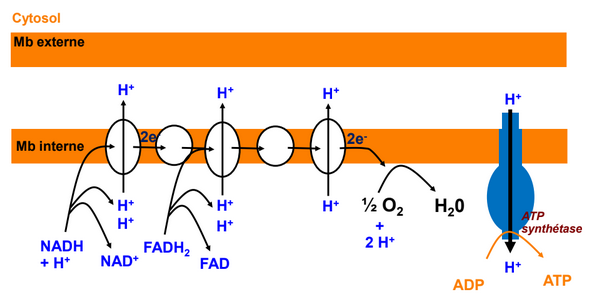 Cytosol
Mb externe
H⁺
H⁺
H⁺
H⁺
Mb interne
2e
2e⁻
H⁺
H⁺
H⁺
H⁺
H⁺
½ O₂
H₂0
+
2 H⁺
ATP
synthétase
NADH
+ H⁺
NAD⁺
FADH₂
FAD
H⁺
ADP
ATP